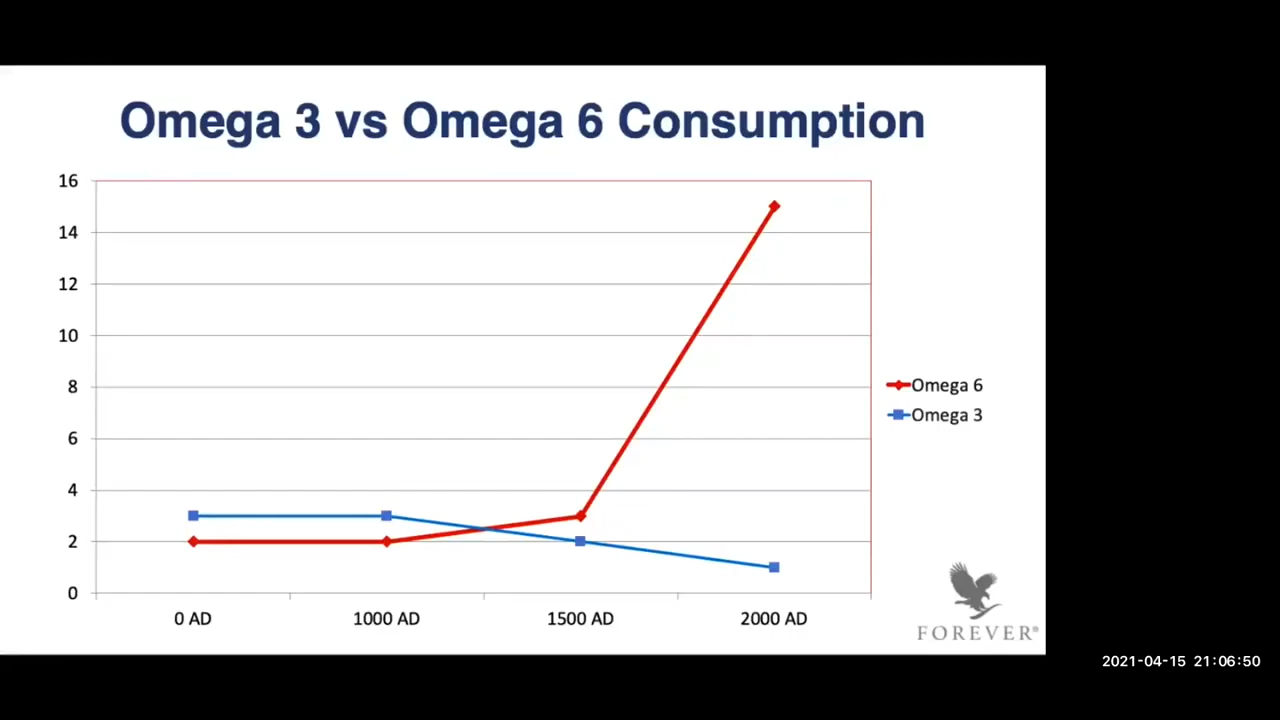 Omega 3 vs Omega 6 Consumption
16
14
12
10
8
6
4
2
0
0 AD 1000 AD 1500 AD 2000 AD
Omega 6
Omega 3
FOREVER®
2021-04-15 21:06:50